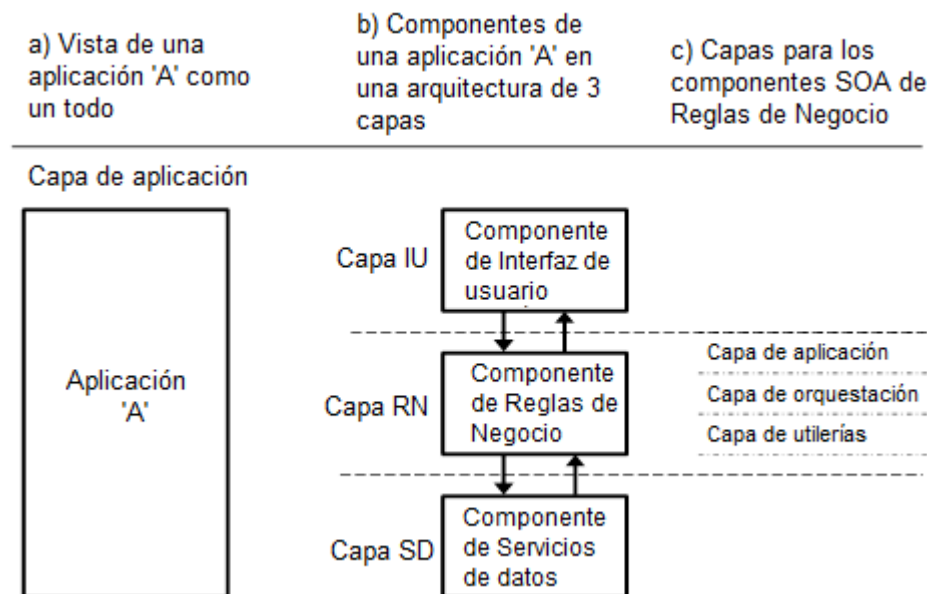 a) Vista de una
aplicación 'A' como
un todo
b) Componentes de
una aplicación 'A' en
una arquitectura de 3
capas
c) Capas para los
componentes SOA de
Reglas de Negocio
Capa de aplicación
Aplicación
'A'
Capa IU
Componente
de Interfaz de
usuario
Capa RN
Componente
de Reglas de
Negocio
Capa de aplicación
Capa de orquestación
Capa de utilerías
Capa SD
Componente
de Servicios
de datos